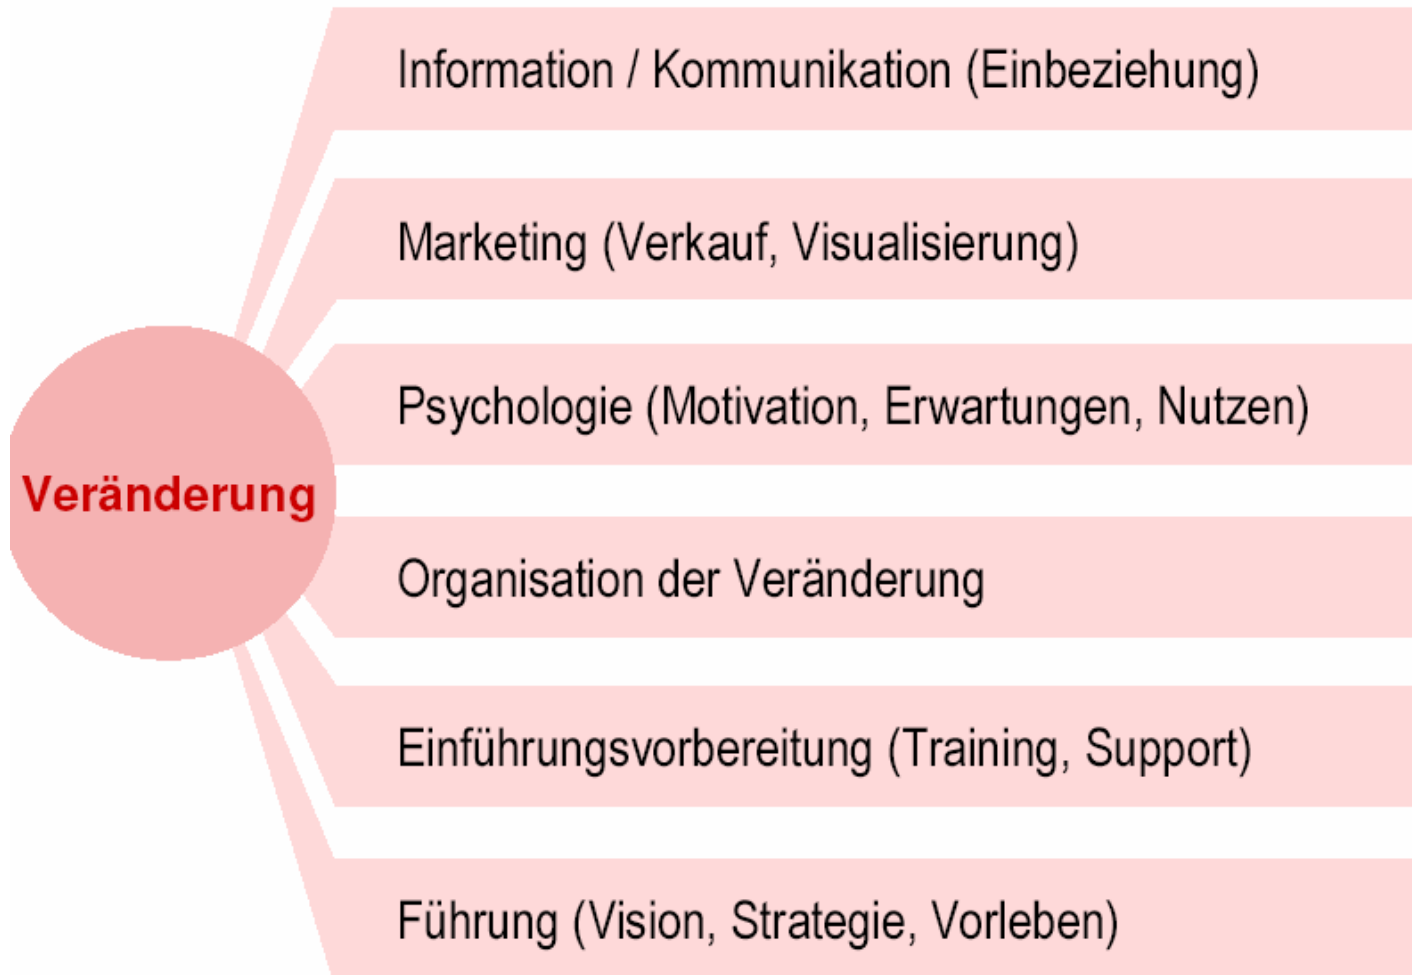 Information / Kommunikation (Einbeziehung)
Marketing (Verkauf, Visualisierung)
Psychologie (Motivation, Erwartungen, Nutzen)
Veränderung
Organisation der Veränderung
Einführungsvorbereitung (Training, Support)
Führung (Vision, Strategie, Vorleben)